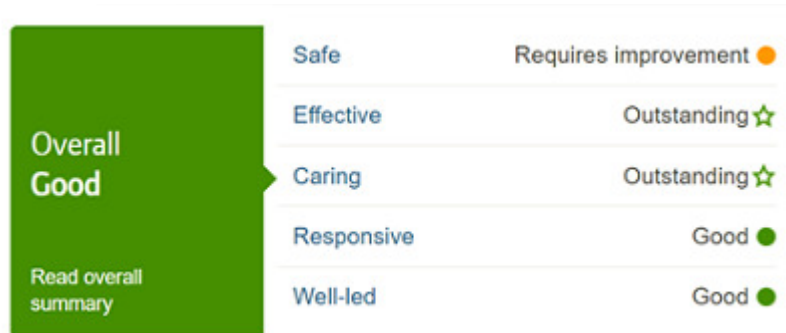 Overall
Good
Read overall
summary
Safe Requires improvement
Effective Outstanding
Caring Outstanding
Responsive Good
Well-led Good